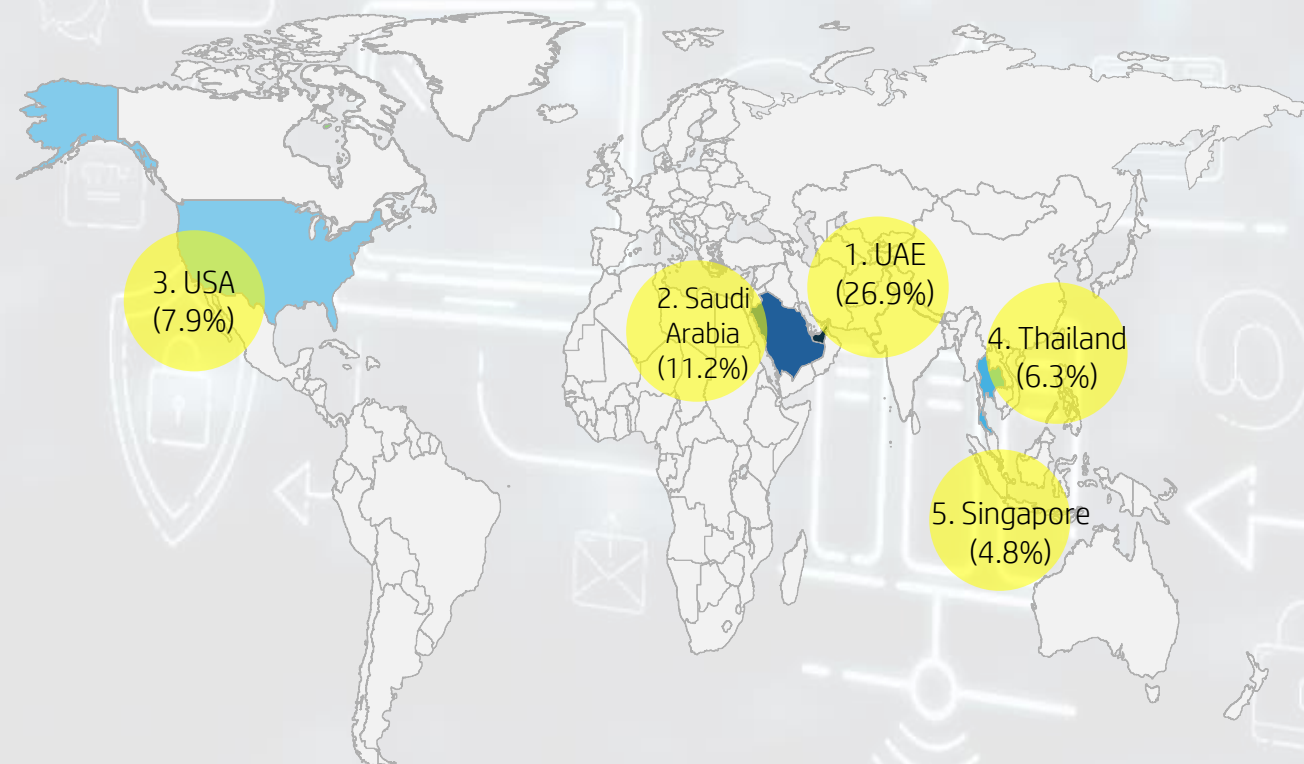 1. UAE
(26.9%)
2. Saudi
Arabia
(11.2%)
3. USA
(7.9%)
4. Thailand
(6.3%)
5. Singapore
(4.8%)